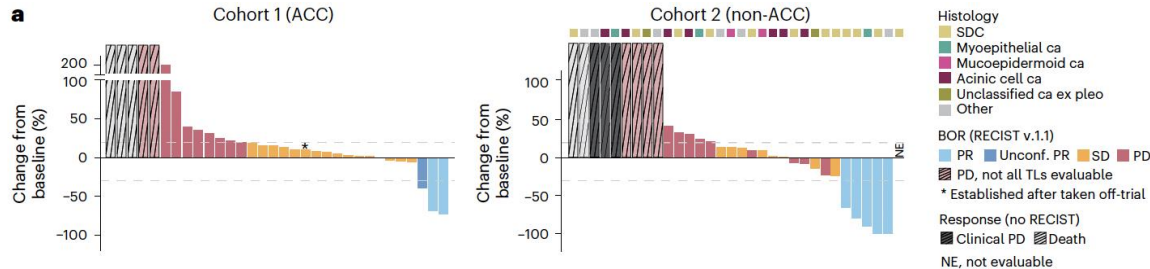 a
Cohort 1 (ACC)
Change from
baseline (%)
200
100
50
0
−50
−100
*
Cohort 2 (non-ACC)
Change from
baseline (%)
100
50
0
−50
−100
NE
Histology
SDC
Myoepithelial ca
Mucoepidermoid ca
Acinic cell ca
Unclassified ca ex pleo
Other
BOR (RECIST v.1.1)
PR Unconf. PR SD PD
PD, not all TLs evaluable
* Established after taken off-trial
Response (no RECIST)
Clinical PD Death
NE, not evaluable